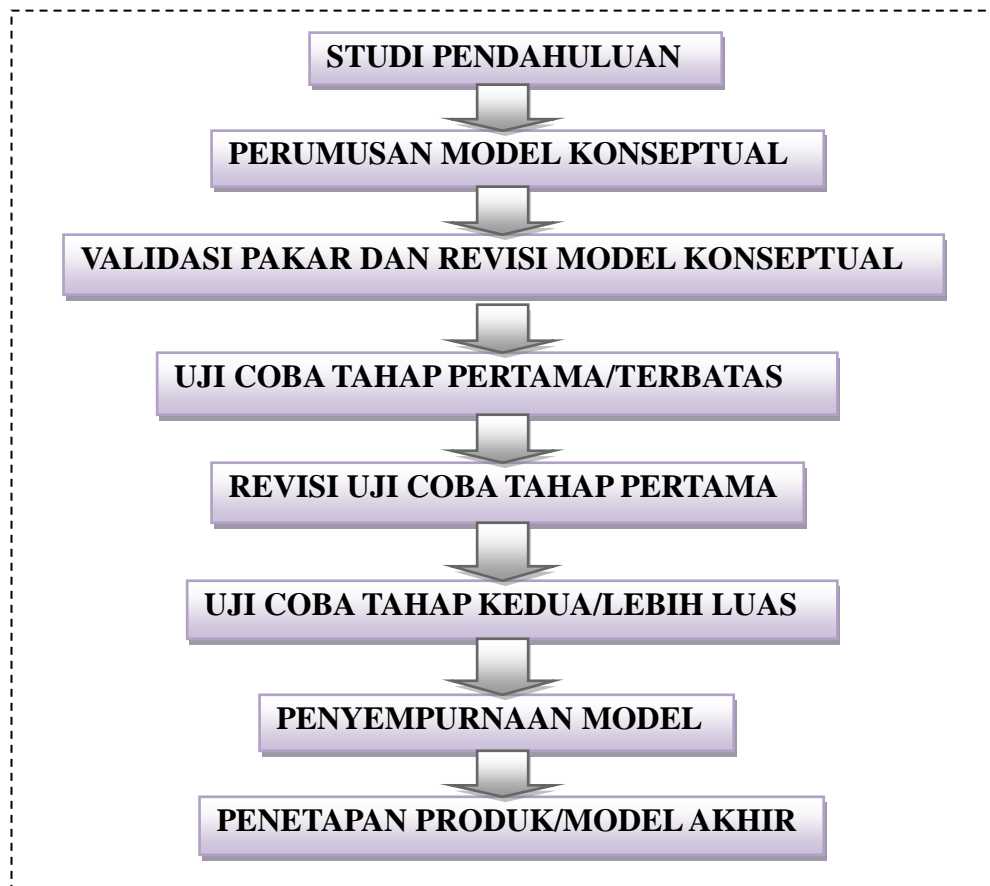 STUDI PENDAHULUAN
PERUMUSAN MODEL KONSEPTUAL
VALIDASI PAKAR DAN REVISI MODEL KONSEPTUAL
UJI COBA TAHAP PERTAMA/TERBATAS
REVISI UJI COBA TAHAP PERTAMA
UJI COBA TAHAP KEDUA/LEBIH LUAS
PENYEMPURNAAN MODEL
PENETAPAN PRODUK/MODEL AKHIR